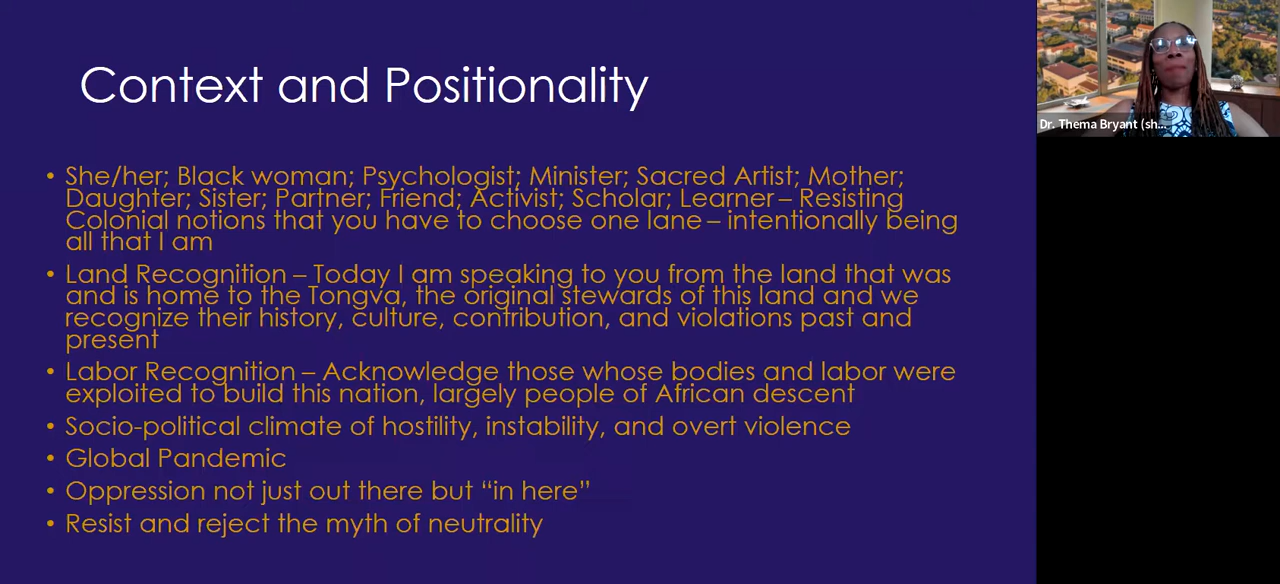 Context and Positionality
• She/her; Black woman; Psychologist; Minister; Sacred Artist; Mother;
Daughter; Sister; Partner; Friend; Activist; Scholar; Learner – Resisting
Colonial notions that you have to choose one lane – intentionally being
all that I am
• Land Recognition – Today I am speaking to you from the land that was
and is home to the Tongva, the original stewards of this land and we
recognize their history, culture, contribution, and violations past and
present
• Labor Recognition – Acknowledge those whose bodies and labor were
exploited to build this nation, largely people of African descent
• Socio-political climate of hostility, instability, and overt violence
• Global Pandemic
• Oppression not just out there but “in here”
• Resist and reject the myth of neutrality
Dr. Thema Bryant (sh...